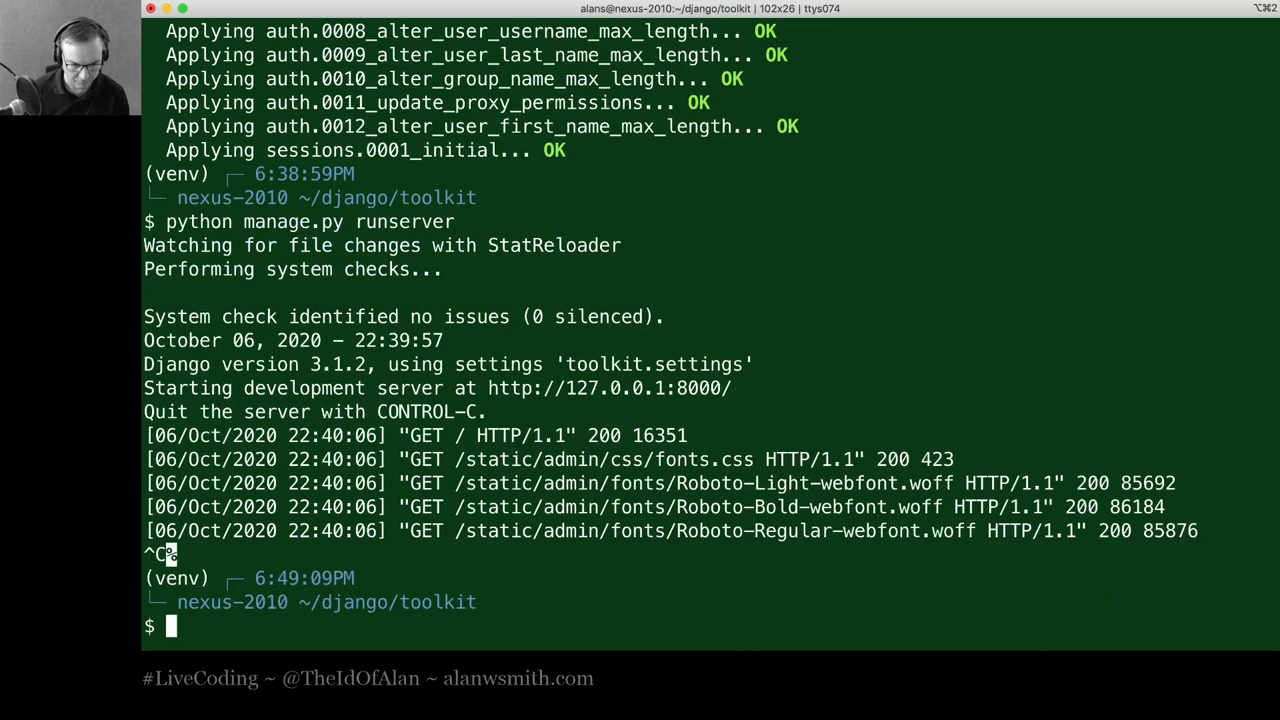 alans@nexus-2010:~/django/toolkit | 102x26 | ttys074
⌥⌘2
Applying auth.0008_alter_user_username_max_length... OK
Applying auth.0009_alter_user_last_name_max_length... OK
Applying auth.0010_alter_group_name_max_length... OK
Applying auth.0011_update_proxy_permissions... OK
Applying auth.0012_alter_user_first_name_max_length... OK
Applying sessions.0001_initial... OK
(venv) ┌─ 6:38:59PM
└─ nexus-2010 ~/django/toolkit
$ python manage.py runserver
Watching for file changes with StatReloader
Performing system checks...
System check identified no issues (0 silenced).
October 06, 2020 - 22:39:57
Django version 3.1.2, using settings 'toolkit.settings'
Starting development server at http://127.0.0.1:8000/
Quit the server with CONTROL-C.
[06/Oct/2020 22:40:06] "GET / HTTP/1.1" 200 16351
[06/Oct/2020 22:40:06] "GET /static/admin/css/fonts.css HTTP/1.1" 200 423
[06/Oct/2020 22:40:06] "GET /static/admin/fonts/Roboto-Light-webfont.woff HTTP/1.1" 200 85692
[06/Oct/2020 22:40:06] "GET /static/admin/fonts/Roboto-Bold-webfont.woff HTTP/1.1" 200 86184
[06/Oct/2020 22:40:06] "GET /static/admin/fonts/Roboto-Regular-webfont.woff HTTP/1.1" 200 85876
^C%
(venv) ┌─ 6:49:09PM
└─ nexus-2010 ~/django/toolkit
$
#LiveCoding ~ @TheIdOfAlan ~ alanwsmith.com